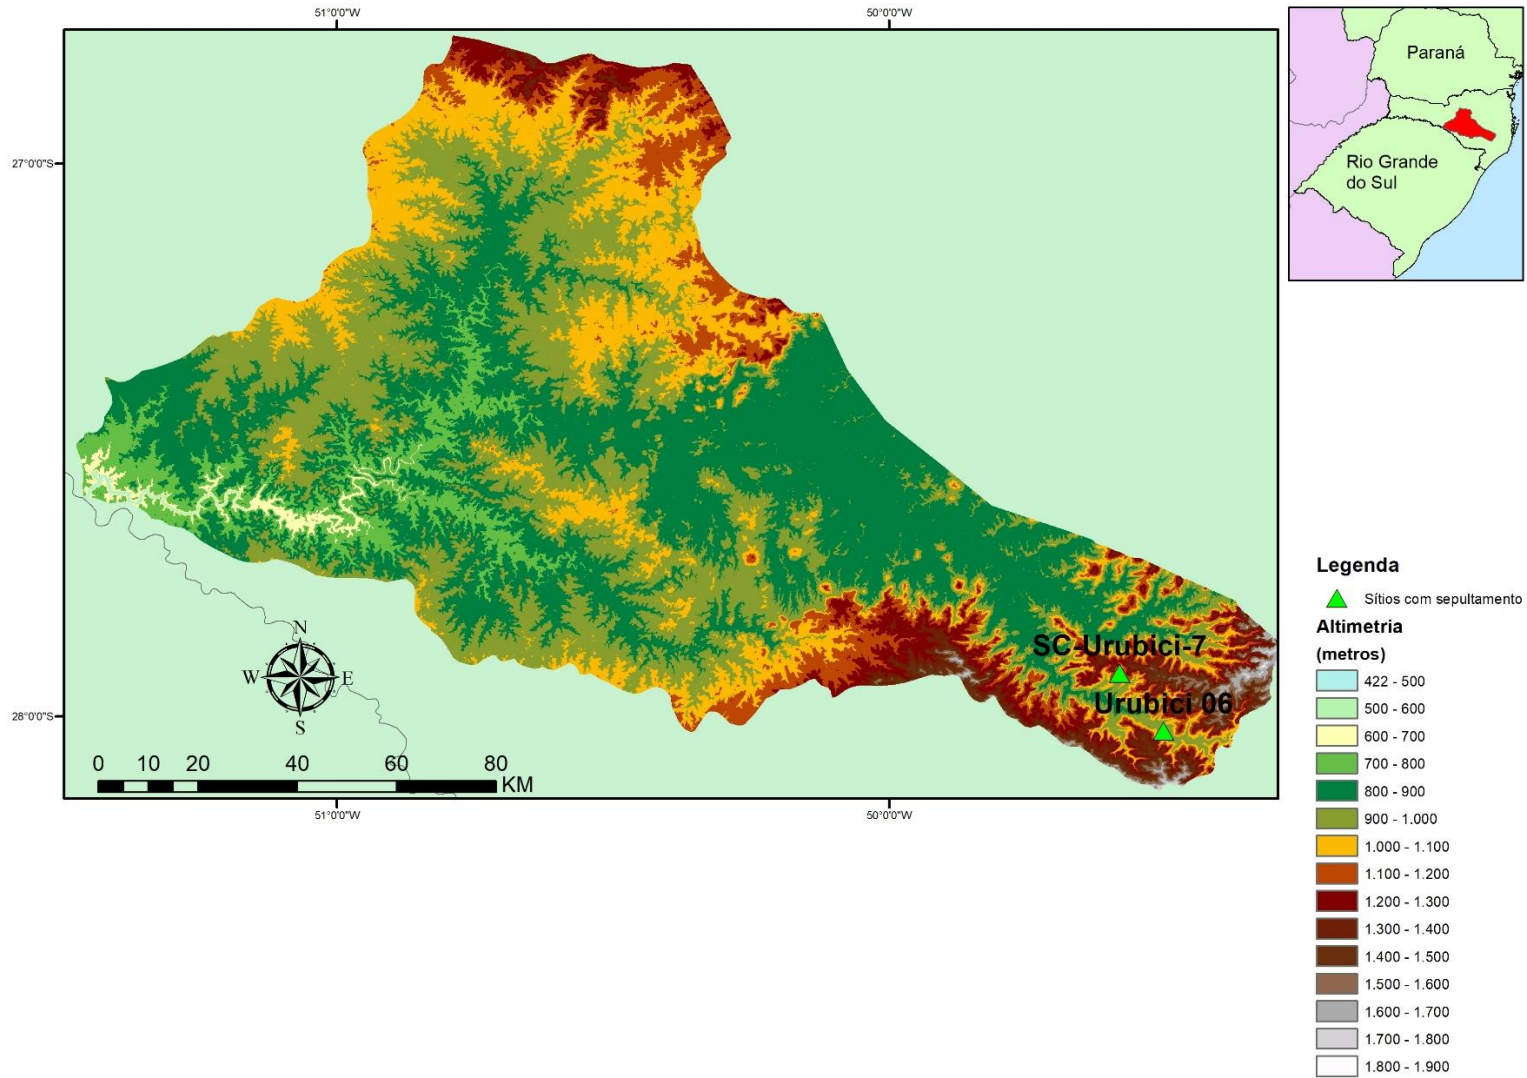 51°0'0"W
50°0'0"W
Paraná
Rio Grande
do Sul
27°0'0"S
28°0'0"S
SC-Urubici-7
Urubici 06
N
W
E
S
0 10 20 40 60 80
KM
51°0'0"W
50°0'0"W
Legenda
Sítios com sepultamento
Altimetria
(metros)
422 - 500
500 - 600
600 - 700
700 - 800
800 - 900
900 - 1.000
1.000 - 1.100
1.100 - 1.200
1.200 - 1.300
1.300 - 1.400
1.400 - 1.500
1.500 - 1.600
1.600 - 1.700
1.700 - 1.800
1.800 - 1.900